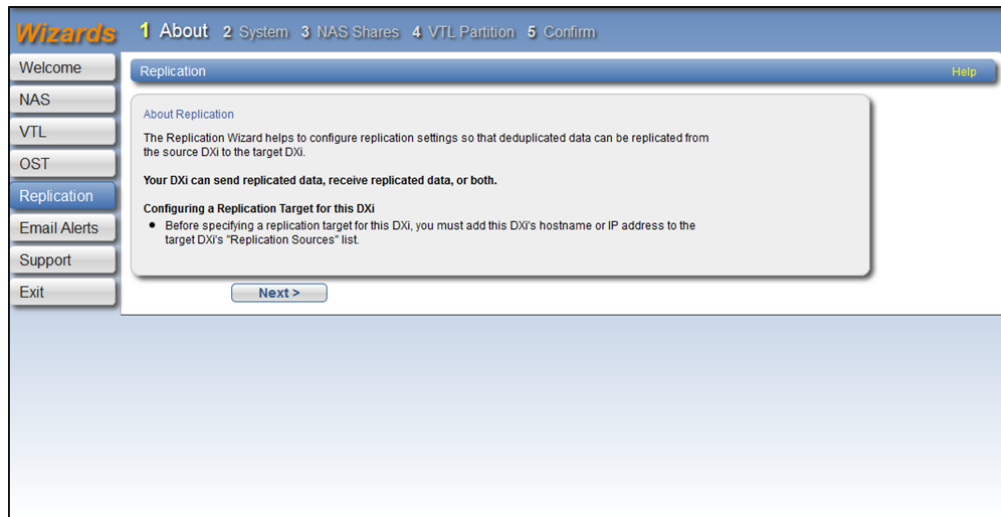 Wizards
1 About 2 System 3 NAS Shares 4 VTL Partition 5 Confirm
Welcome
NAS
VTL
OST
Replication
Email Alerts
Support
Exit
Replication
Help
About Replication
The Replication Wizard helps to configure replication settings so that deduplicated data can be replicated from
the source DXi to the target DXi.
Your DXi can send replicated data, receive replicated data, or both.
Configuring a Replication Target for this DXi
● Before specifying a replication target for this DXi, you must add this DXi's hostname or IP address to the
target DXi's "Replication Sources" list.
Next >